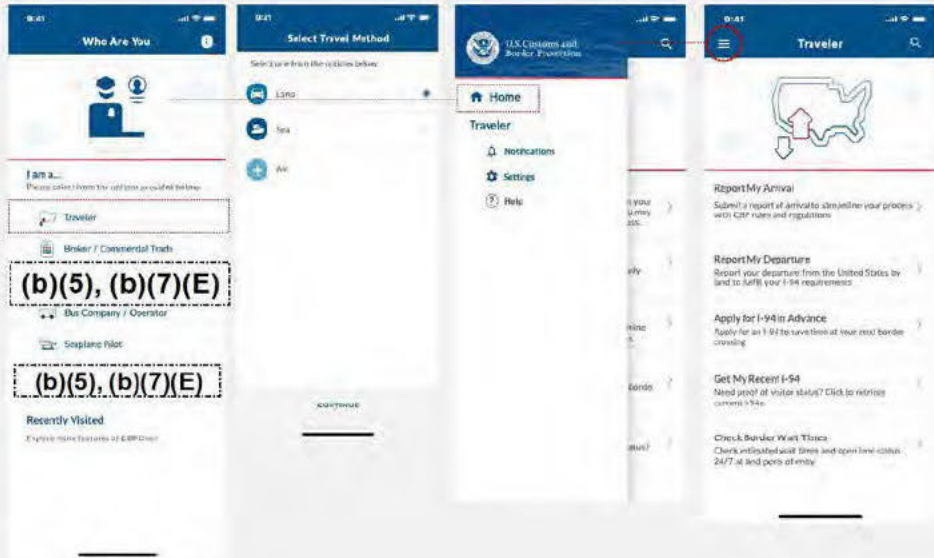 9:41
Who Are You
I am a...
Please select from the options provided below
Traveler
Broker / Commercial Trade
(b)(5), (b)(7)(E)
Bus Company / Operator
Seaplane Pilot
(b)(5), (b)(7)(E)
Recently Visited
Explore more features of CBP One
9:41
Select Travel Method
Select one from the options below
Land
Sea
Air
CONTINUE
U.S. Customs and
Border Protection
Home
Traveler
Notifications
Settings
Help
9:41
Traveler
Report My Arrival
Submit a report of arrival to streamline your process
with CBP rules and regulations
Report My Departure
Report your departure from the United States by
land to fulfill your I-94 requirements
Apply for I-94 in Advance
Apply for an I-94 to save time at your next border
crossing
Get My Recent I-94
Need proof of visitor status? Click to retrieve
current I-94s
Check Border Wait Times
Check estimated wait times and open lane status
24/7 at land ports of entry